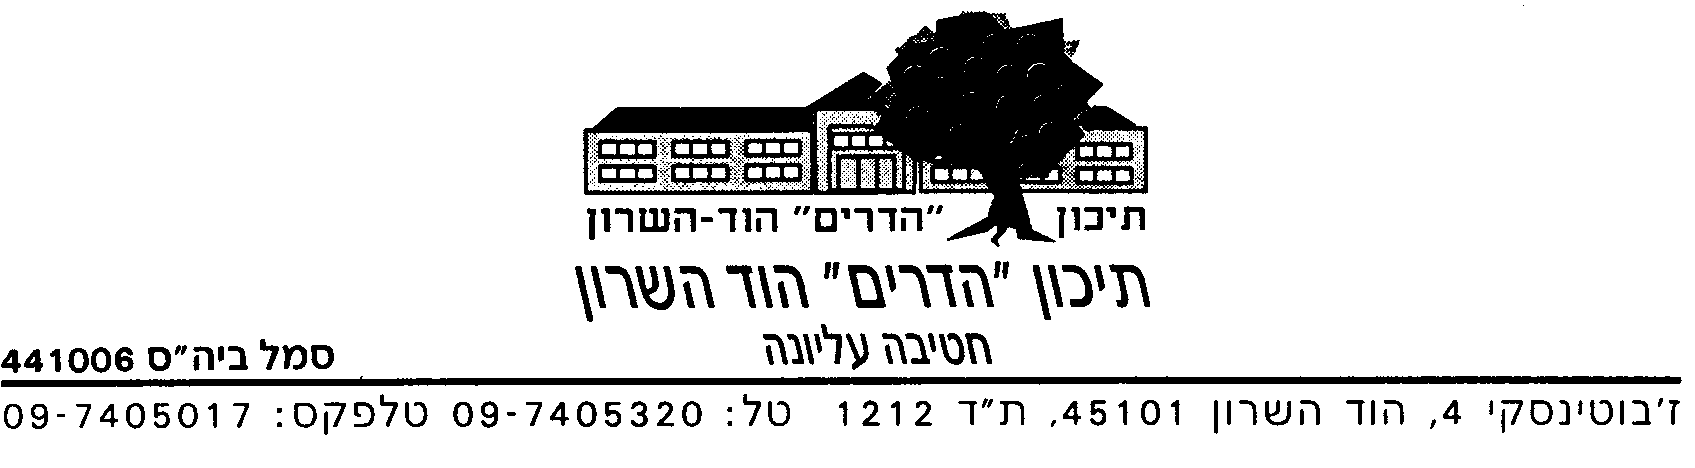 תיכון "הדרים" הוד-השרון
תיכון "הדרים" הוד השרון
חטיבה עליונה
סמל ביה"ס 441006
ז'בוטינסקי 4, הוד השרון 45101, ת"ד 1212 טל: 09-7405320 טלפקס: 09-7405017